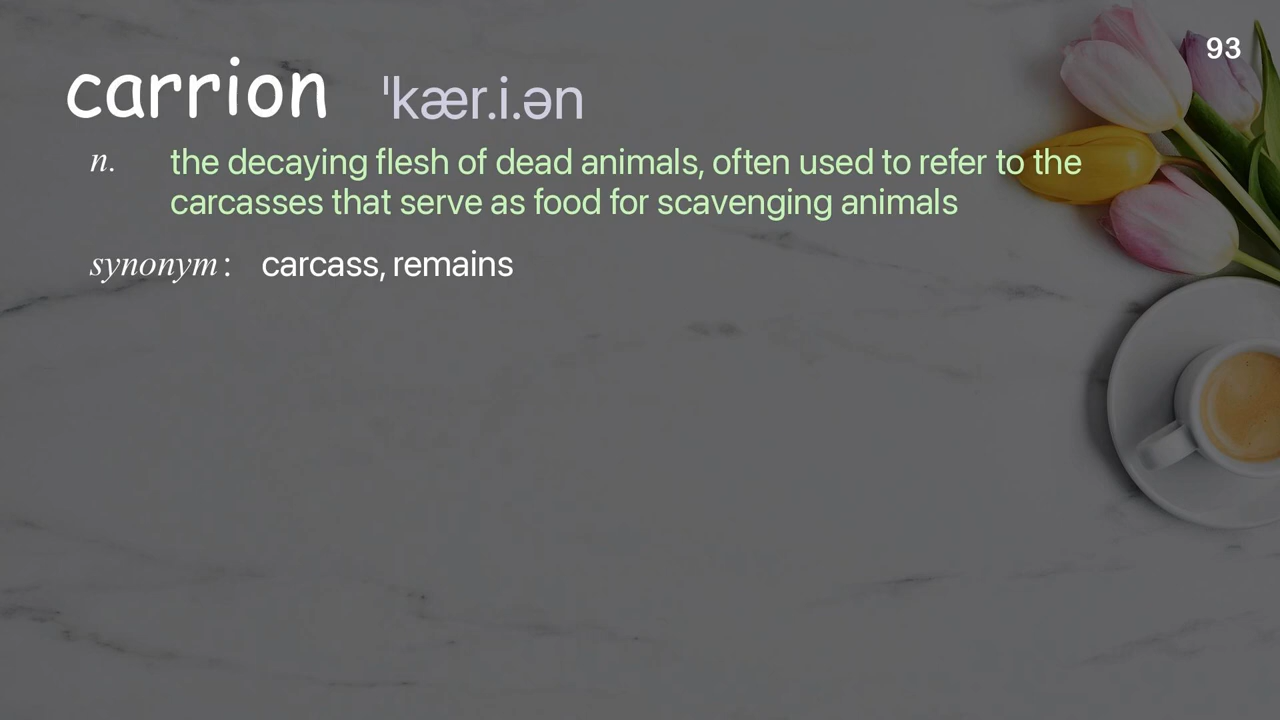 93
carrion ˈkær.i.ən
n. the decaying flesh of dead animals, often used to refer to the
carcasses that serve as food for scavenging animals
synonym: carcass, remains